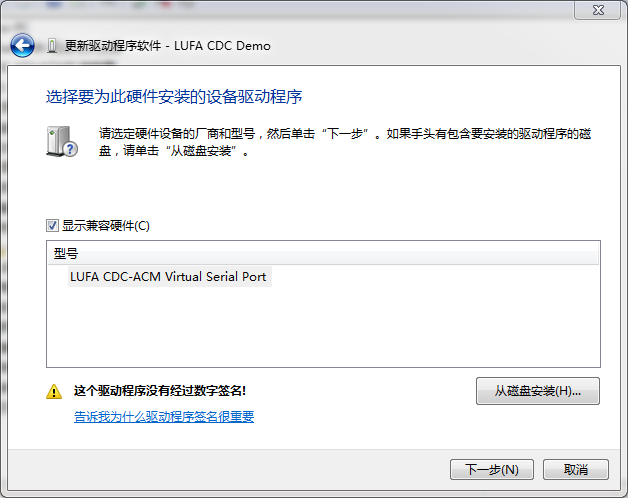 更新驱动程序软件 - LUFA CDC Demo
选择要为此硬件安装的设备驱动程序
请选定硬件设备的厂商和型号，然后单击“下一步”。如果手头有包含要安装的驱动程序的磁
盘，请单击“从磁盘安装”。
显示兼容硬件(C)
型号
LUFA CDC-ACM Virtual Serial Port
这个驱动程序没有经过数字签名!
从磁盘安装(H)...
告诉我为什么驱动程序签名很重要
下一步(N)
取消